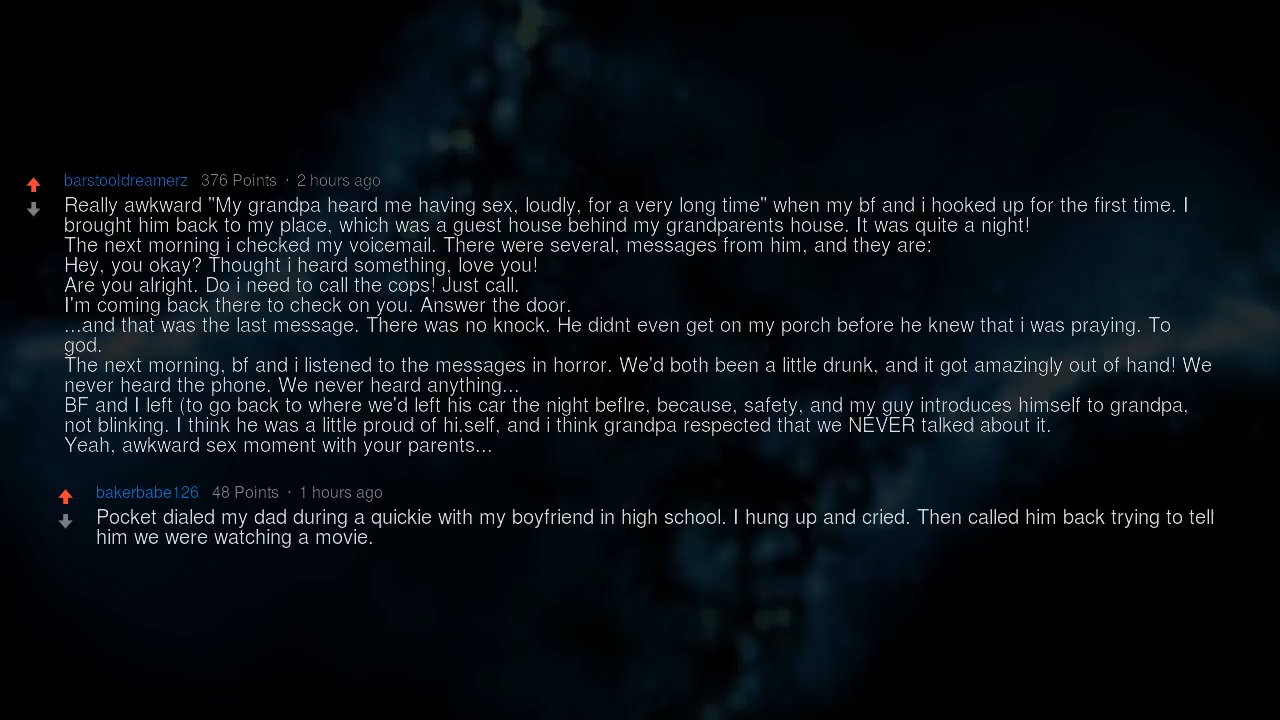 barstooldreamerz 376 Points · 2 hours ago
Really awkward "My grandpa heard me having sex, loudly, for a very long time" when my bf and i hooked up for the first time. I
brought him back to my place, which was a guest house behind my grandparents house. It was quite a night!
The next morning i checked my voicemail. There were several, messages from him, and they are:
Hey, you okay? Thought i heard something, love you!
Are you alright. Do i need to call the cops! Just call.
I'm coming back there to check on you. Answer the door.
...and that was the last message. There was no knock. He didnt even get on my porch before he knew that i was praying. To
god.
The next morning, bf and i listened to the messages in horror. We'd both been a little drunk, and it got amazingly out of hand! We
never heard the phone. We never heard anything...
BF and I left (to go back to where we'd left his car the night beflre, because, safety, and my guy introduces himself to grandpa,
not blinking. I think he was a little proud of hi.self, and i think grandpa respected that we NEVER talked about it.
Yeah, awkward sex moment with your parents...
bakerbabe126 48 Points · 1 hours ago
Pocket dialed my dad during a quickie with my boyfriend in high school. I hung up and cried. Then called him back trying to tell
him we were watching a movie.